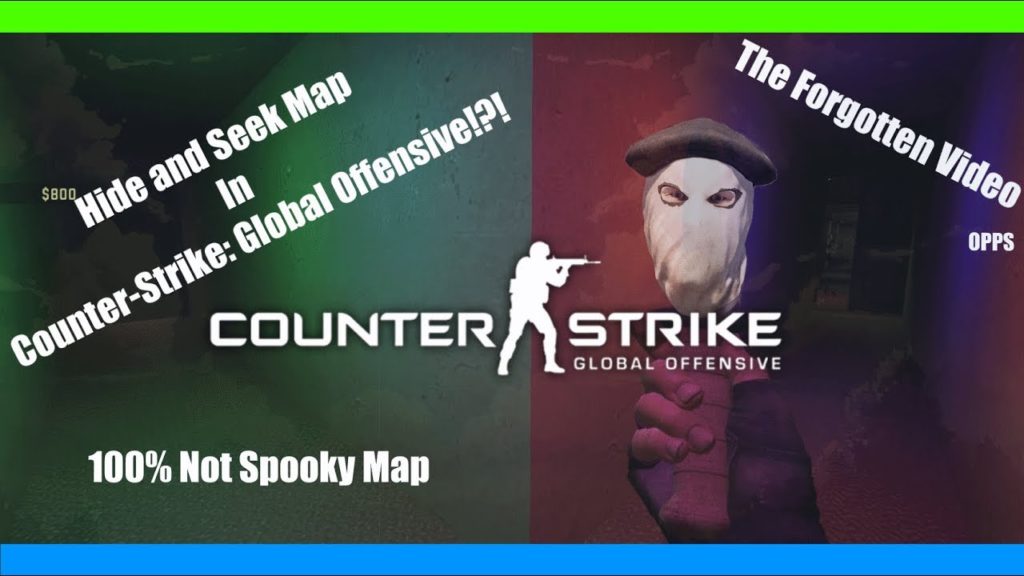 $800
Hide and Seek Map
In
Counter-Strike: Global Offensive!?!
The Forgotten Video
OPPS
COUNTER STRIKE
GLOBAL OFFENSIVE
100% Not Spooky Map